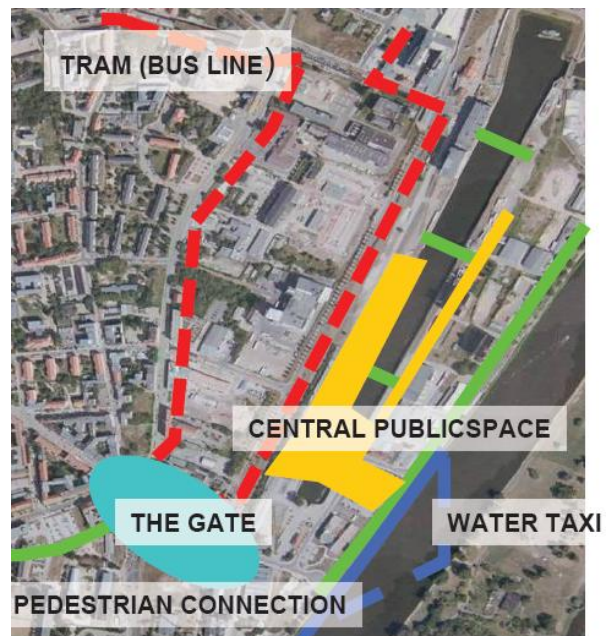 TRAM (BUS LINE)
CENTRAL PUBLICSPACE
THE GATE
WATER TAXI
PEDESTRIAN CONNECTION